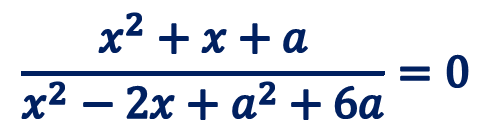 x² + x + a
x² − 2x + a² + 6a = 0